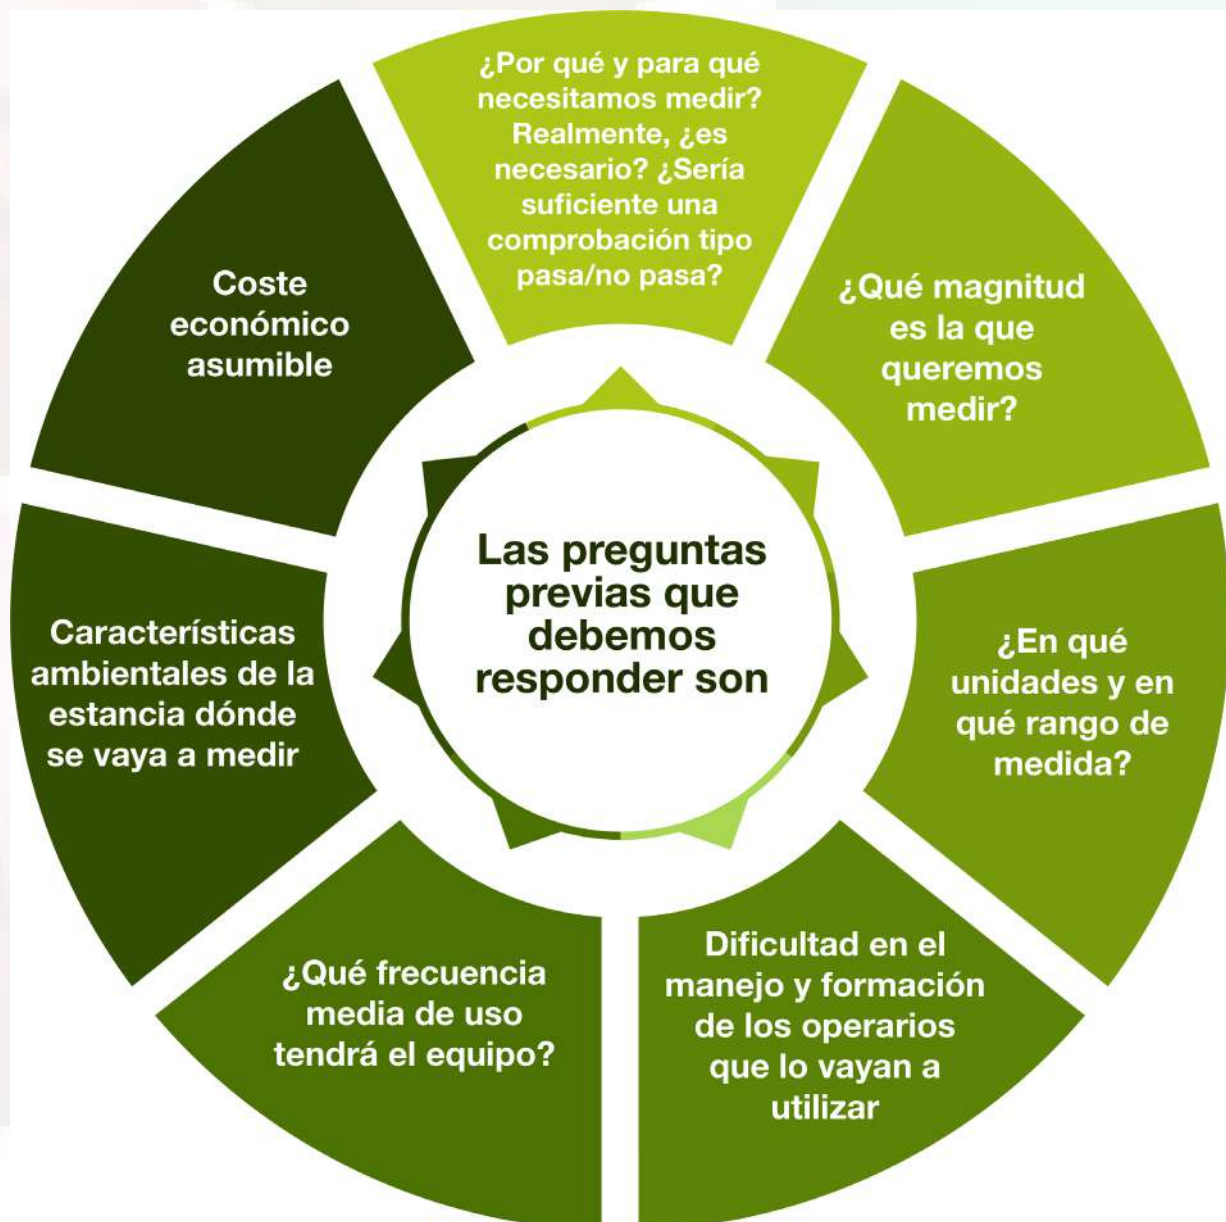 Las preguntas
previas que
debemos
responder son
¿Por qué y para qué
necesitamos medir?
Realmente, ¿es
necesario? ¿Sería
suficiente una
comprobación tipo
pasa/no pasa?
¿Qué magnitud
es la que
queremos
medir?
¿En qué
unidades y en
qué rango de
medida?
Dificultad en el
manejo y formación
de los operarios
que lo vayan a
utilizar
¿Qué frecuencia
media de uso
tendrá el equipo?
Características
ambientales de la
estancia dónde
se vaya a medir
Coste
económico
asumible